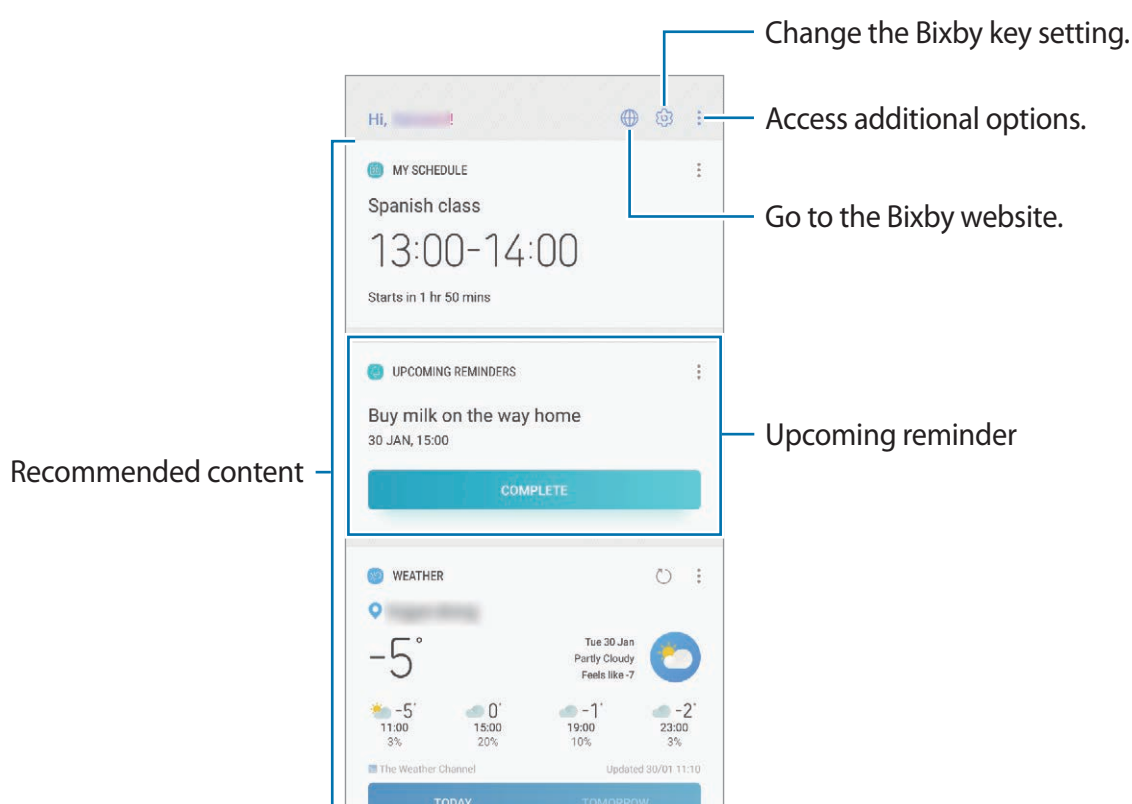 Change the Bixby key setting.
Hi, !
Access additional options.
MY SCHEDULE
Spanish class
Go to the Bixby website.
13:00-14:00
Starts in 1 hr 50 mins
UPCOMING REMINDERS
Buy milk on the way home
30 JAN, 15:00
Upcoming reminder
Recommended content
COMPLETE
WEATHER
-5°
Tue 30 Jan
Partly Cloudy
Feels like -7
-5° 0° -1° -2°
11:00 15:00 19:00 23:00
3% 20% 10% 3%
The Weather Channel Updated 30/01 11:10
TODAY TOMORROW